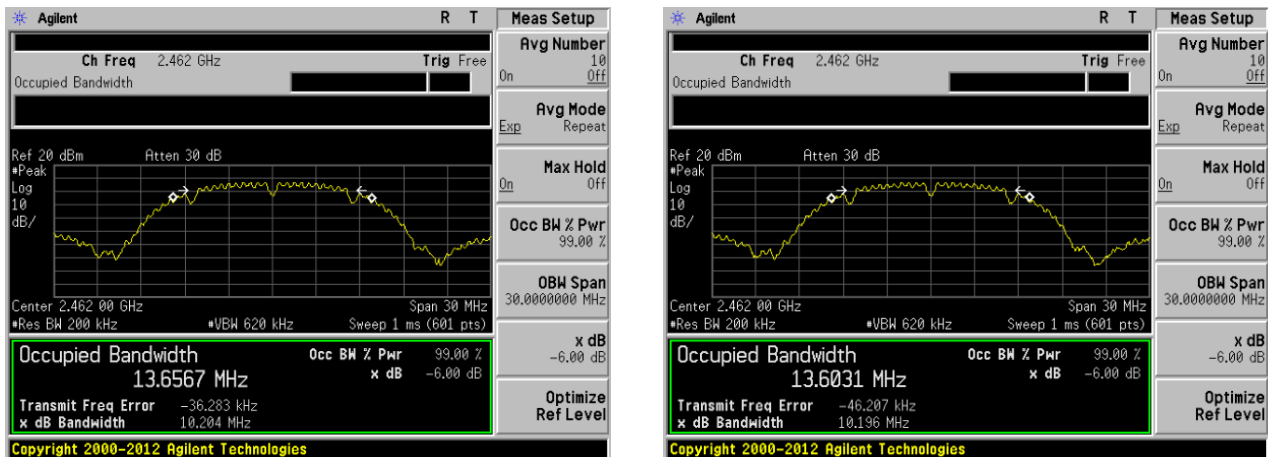 Agilent R T Meas Setup
Ch Freq 2.462 GHz Trig Free
Occupied Bandwidth
Avg Number
10
On Off
Avg Mode
Exp Repeat
Ref 20 dBm Atten 30 dB
#Peak
Log
10
dB/
Max Hold
On Off
Occ BW % Pwr
99.00 %
OBW Span
30.0000000 MHz
Center 2.462 00 GHz Span 30 MHz
#Res BW 200 kHz #VBW 620 kHz Sweep 1 ms (601 pts)
x dB
-6.00 dB
Optimize
Ref Level
Occupied Bandwidth Occ BW % Pwr 99.00 %
13.6567 MHz x dB -6.00 dB
Transmit Freq Error -36.283 kHz
x dB Bandwidth 10.204 MHz
Copyright 2000-2012 Agilent Technologies
Agilent R T Meas Setup
Ch Freq 2.462 GHz Trig Free
Occupied Bandwidth
Avg Number
10
On Off
Avg Mode
Exp Repeat
Ref 20 dBm Atten 30 dB
#Peak
Log
10
dB/
Max Hold
On Off
Occ BW % Pwr
99.00 %
OBW Span
30.0000000 MHz
Center 2.462 00 GHz Span 30 MHz
#Res BW 200 kHz #VBW 620 kHz Sweep 1 ms (601 pts)
x dB
-6.00 dB
Optimize
Ref Level
Occupied Bandwidth Occ BW % Pwr 99.00 %
13.6031 MHz x dB -6.00 dB
Transmit Freq Error -46.207 kHz
x dB Bandwidth 10.196 MHz
Copyright 2000-2012 Agilent Technologies